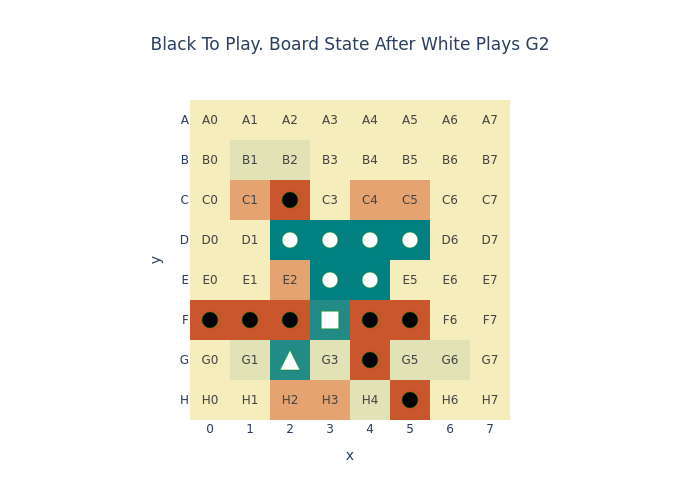 Black To Play. Board State After White Plays G2
A A0 A1 A2 A3 A4 A5 A6 A7
B B0 B1 B2 B3 B4 B5 B6 B7
C C0 C1 C3 C4 C5 C6 C7
D D0 D1 D6 D7
E E0 E1 E2 E5 E6 E7
F F6 F7
G G0 G1 G3 G5 G6 G7
H H0 H1 H2 H3 H4 H6 H7
0 1 2 3 4 5 6 7
x
y